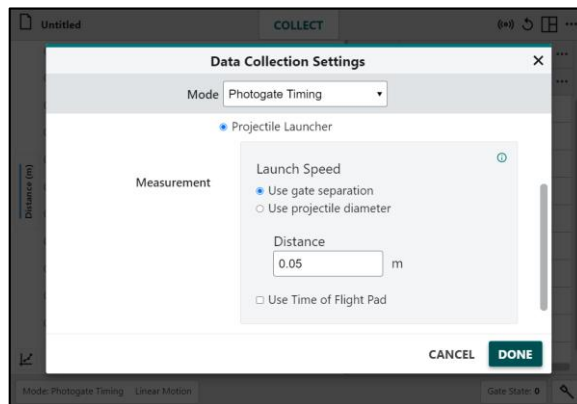 Untitled
COLLECT
Data Collection Settings
Mode
Photogate Timing
Projectile Launcher
Measurement
Launch Speed
Use gate separation
Use projectile diameter
Distance
0.05 m
Use Time of Flight Pad
Distance (m)
CANCEL
DONE
Mode: Photogate Timing
Linear Motion
Gate State: 0